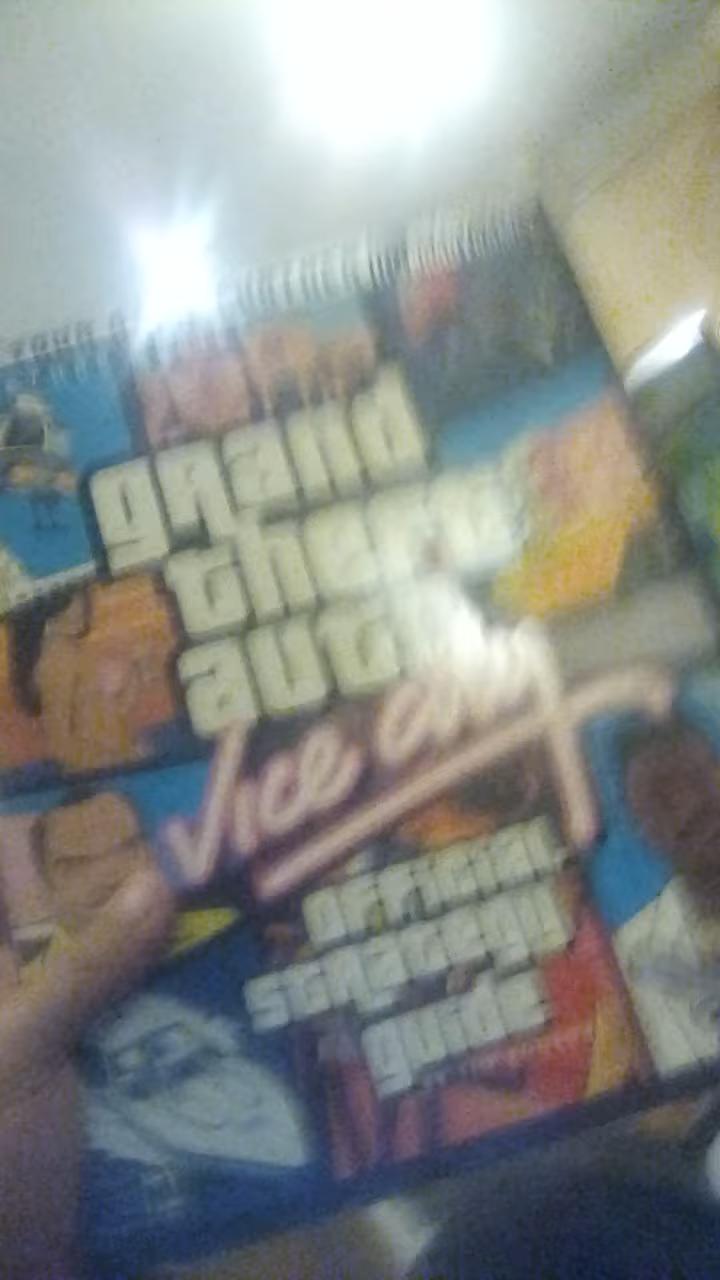 grand
theft
auto
Vice City
official
strategy
guide